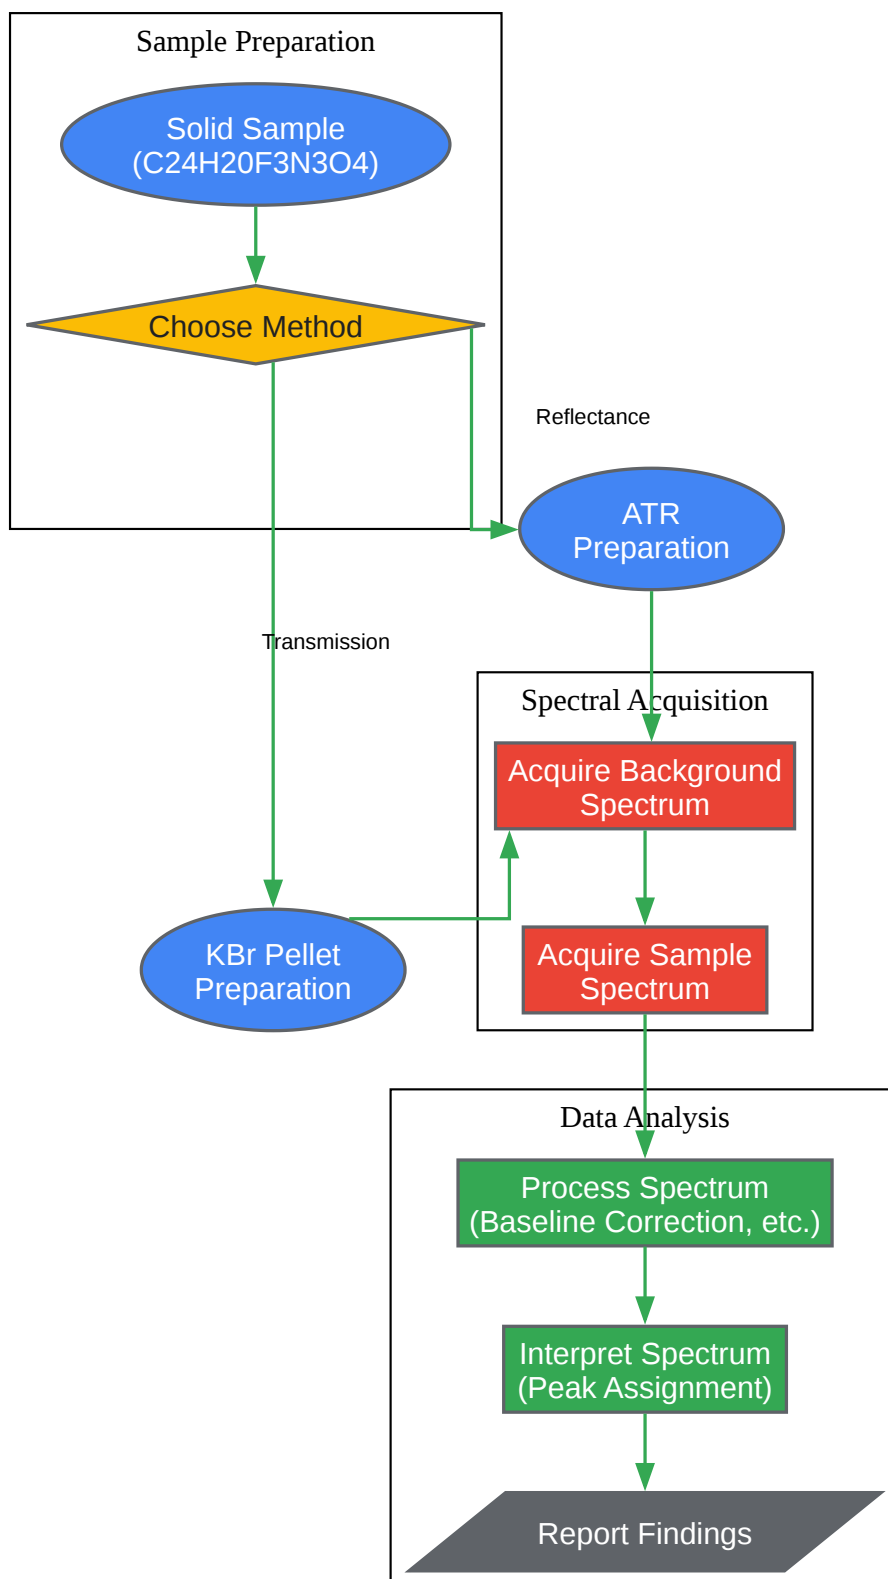 Sample Preparation
Solid Sample
(C24H20F3N3O4)
Choose Method
Reflectance
ATR
Preparation
Transmission
Spectral Acquisition
Acquire Background
Spectrum
KBr Pellet
Preparation
Acquire Sample
Spectrum
Data Analysis
Process Spectrum
(Baseline Correction, etc.)
Interpret Spectrum
(Peak Assignment)
Report Findings